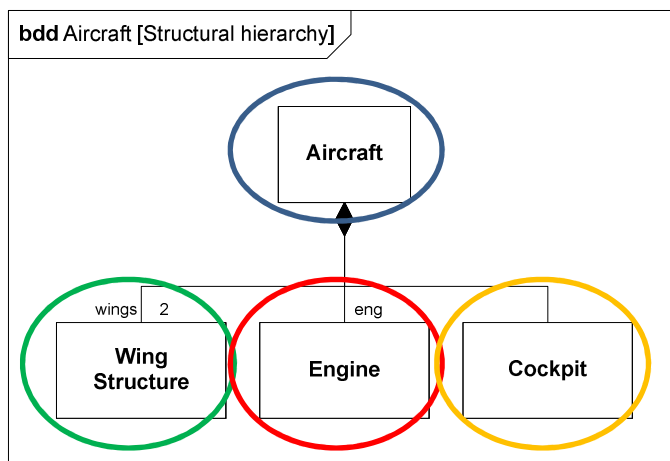 bdd Aircraft [Structural hierarchy]
Aircraft
wings 2 eng
Wing
Structure
Engine
Cockpit